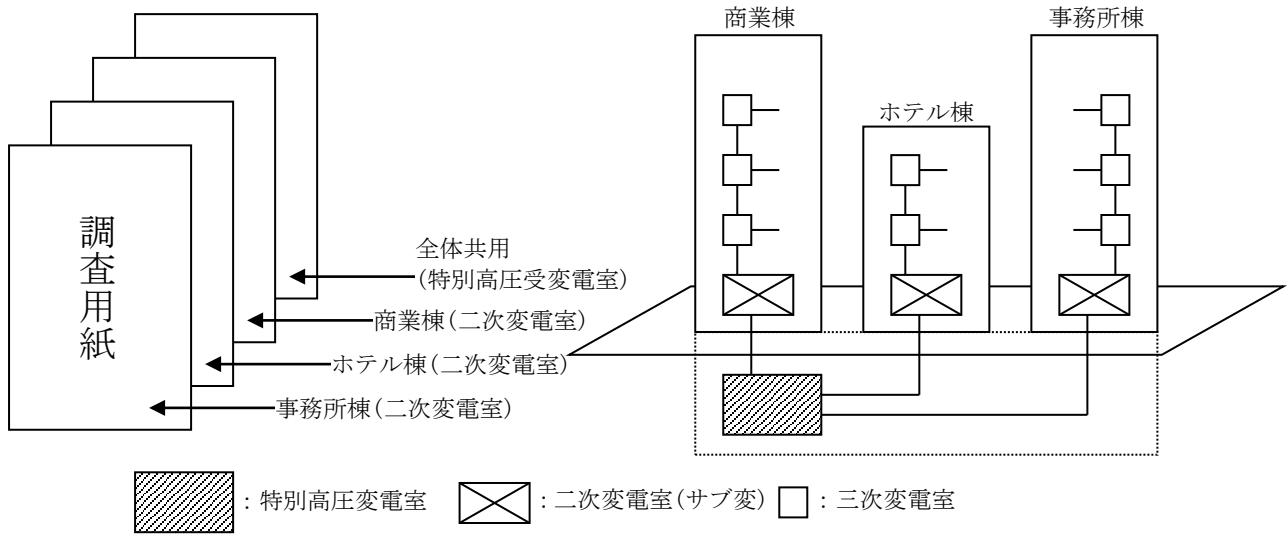 調査用紙
全体共用
(特別高圧受変電室)
商業棟(二次変電室)
ホテル棟(二次変電室)
事務所棟(二次変電室)
商業棟
ホテル棟
事務所棟
：特別高圧変電室
：二次変電室(サブ変)
：三次変電室